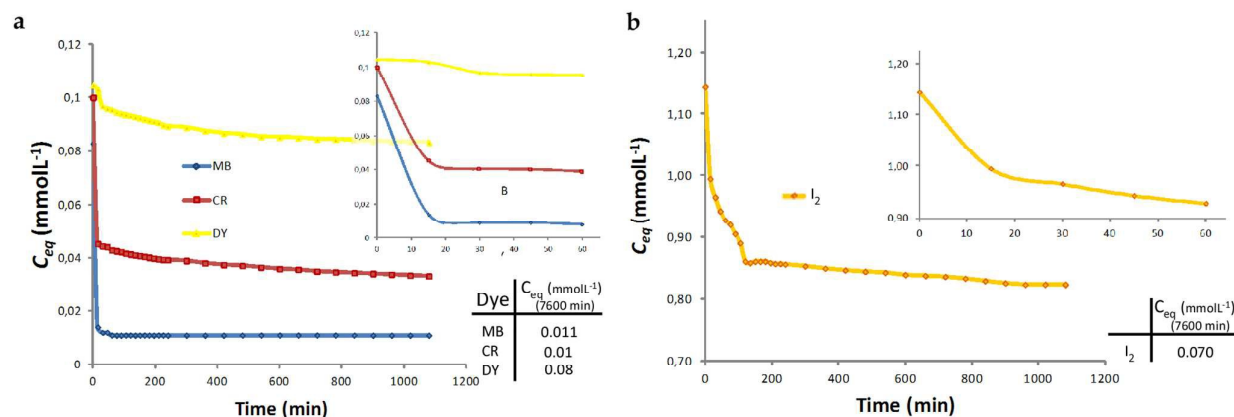 a
C_eq (mmolL⁻¹)
0,12
0,1
0,08
0,06
0,04
0,012
0
0 200 400 600 800 1000 1200
Time (min)
MB
CR
DY
0,12
0,1
0,08
0,04
0,02
0
0 10 20 30 40 50 60
B
Dye C_eq (mmolL⁻¹)
(7600 min)
MB 0.011
CR 0.01
DY 0.08
b
C_eq (mmolL⁻¹)
1,20
1,10
1,00
0,90
0,80
0,70
0 200 400 600 800 1000 1200
Time (min)
I₂
1,20
1,10
1,00
0,90
0 10 20 30 40 50 60
C_eq (mmolL⁻¹)
(7600 min)
I₂ 0.070